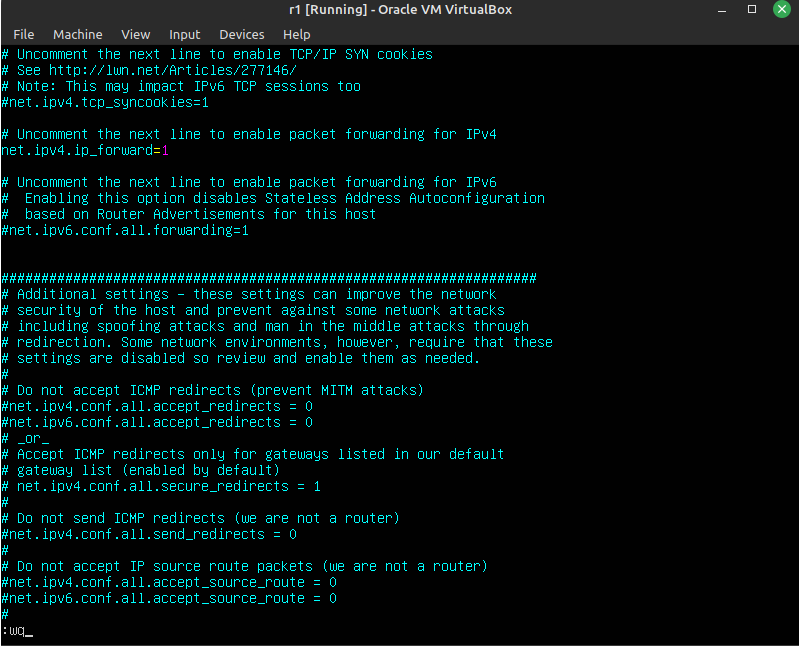 r1 [Running] - Oracle VM VirtualBox
File Machine View Input Devices Help
# Uncomment the next line to enable TCP/IP SYN cookies
# See http://lwn.net/Articles/277146/
# Note: This may impact IPv6 TCP sessions too
#net.ipv4.tcp_syncookies=1
# Uncomment the next line to enable packet forwarding for IPv4
net.ipv4.ip_forward=1
# Uncomment the next line to enable packet forwarding for IPv6
#  Enabling this option disables Stateless Address Autoconfiguration
#  based on Router Advertisements for this host
#net.ipv6.conf.all.forwarding=1
###################################################################
# Additional settings – these settings can improve the network
# security of the host and prevent against some network attacks
# including spoofing attacks and man in the middle attacks through
# redirection. Some network environments, however, require that these
# settings are disabled so review and enable them as needed.
#
# Do not accept ICMP redirects (prevent MITM attacks)
#net.ipv4.conf.all.accept_redirects = 0
#net.ipv6.conf.all.accept_redirects = 0
# _or_
# Accept ICMP redirects only for gateways listed in our default
# gateway list (enabled by default)
# net.ipv4.conf.all.secure_redirects = 1
#
# Do not send ICMP redirects (we are not a router)
#net.ipv4.conf.all.send_redirects = 0
#
# Do not accept IP source route packets (we are not a router)
#net.ipv4.conf.all.accept_source_route = 0
#net.ipv6.conf.all.accept_source_route = 0
#
:wq_